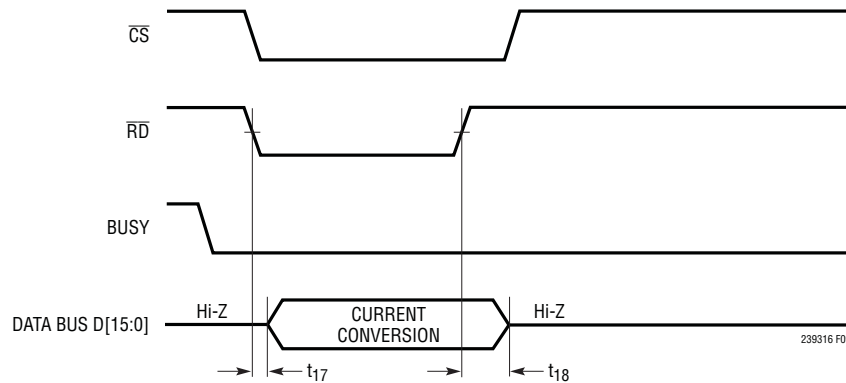 CS
RD
BUSY
DATA BUS D[15:0]
Hi-Z
CURRENT
CONVERSION
Hi-Z
239316 F0
t17
t18